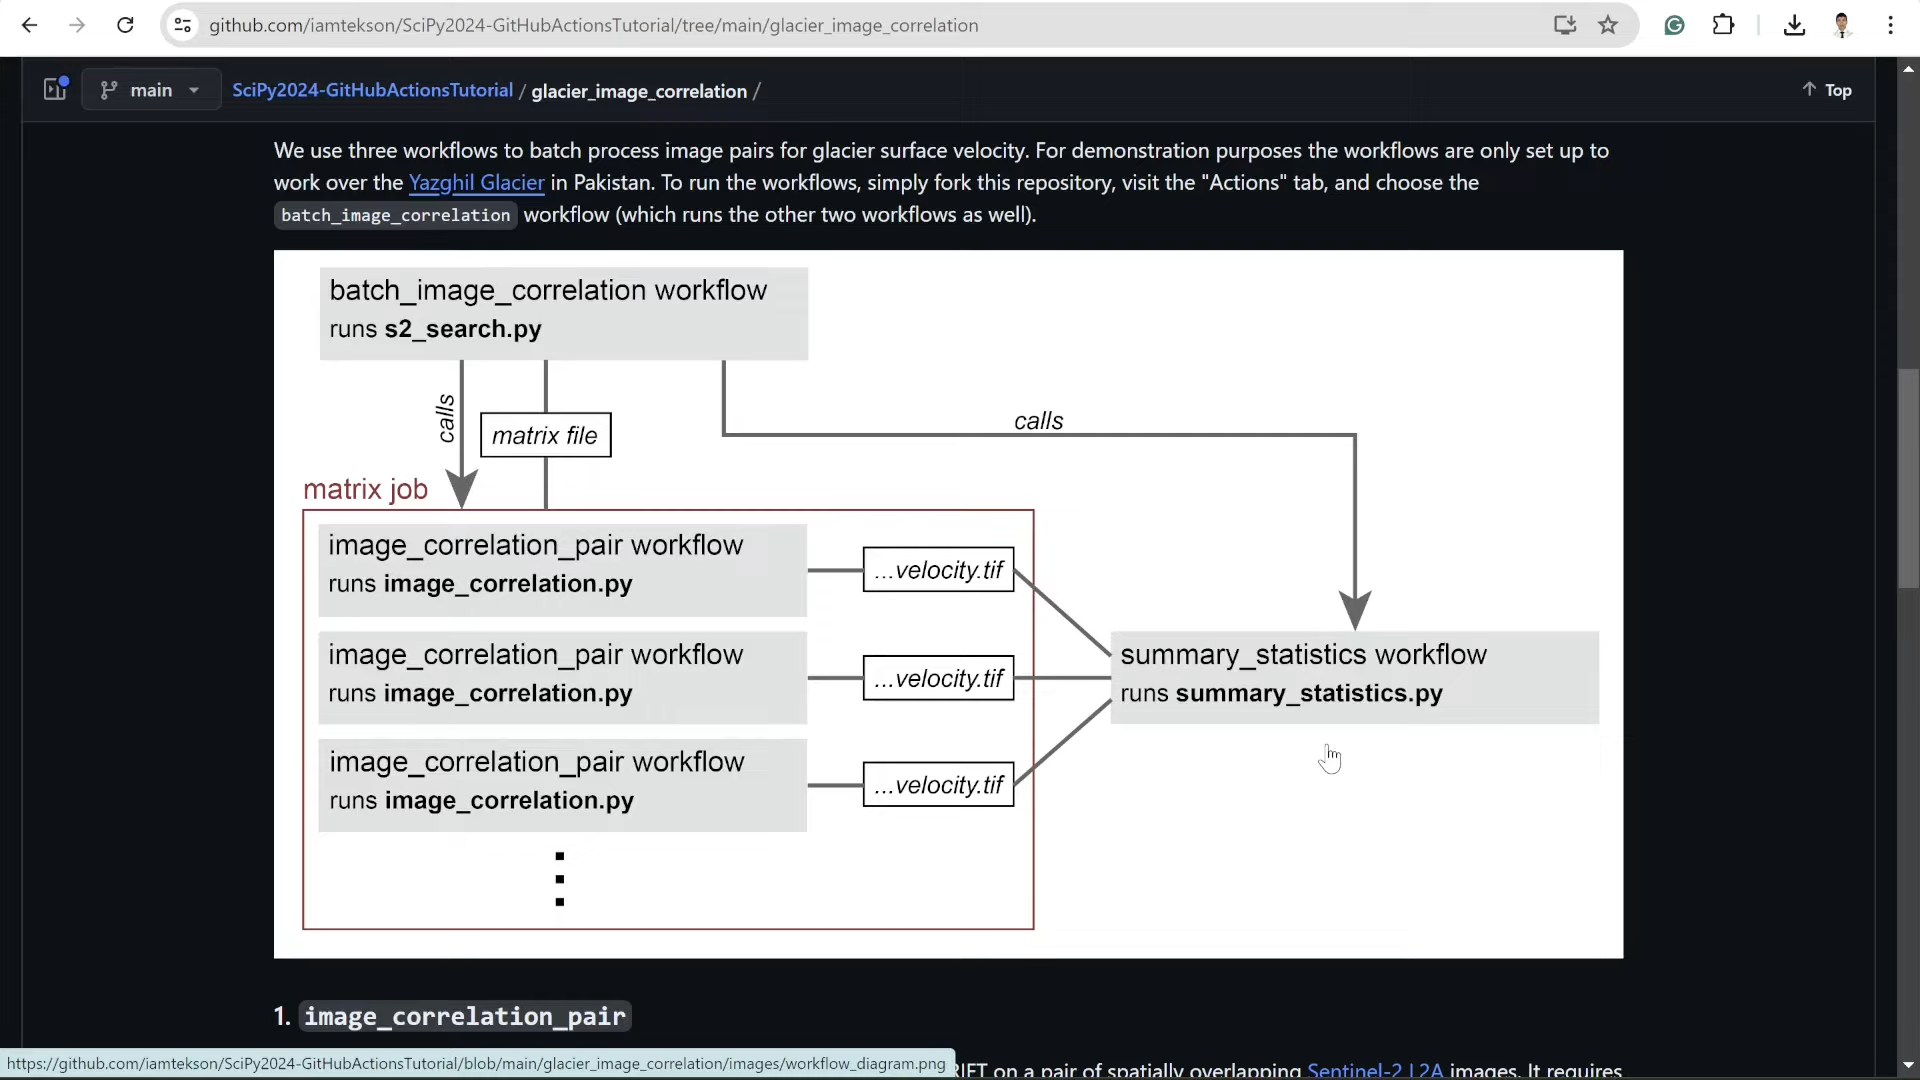 github.com/iamtekson/SciPy2024-GitHubActionsTutorial/tree/main/glacier_image_correlation
main
SciPy2024-GitHubActionsTutorial / glacier_image_correlation /
Top
We use three workflows to batch process image pairs for glacier surface velocity. For demonstration purposes the workflows are only set up to
work over the Yazghil Glacier in Pakistan. To run the workflows, simply fork this repository, visit the "Actions" tab, and choose the
batch_image_correlation workflow (which runs the other two workflows as well).
batch_image_correlation workflow
runs s2_search.py
calls
matrix file
calls
matrix job
image_correlation_pair workflow
runs image_correlation.py
...velocity.tif
image_correlation_pair workflow
runs image_correlation.py
...velocity.tif
image_correlation_pair workflow
runs image_correlation.py
...velocity.tif
summary_statistics workflow
runs summary_statistics.py
1. image_correlation_pair
https://github.com/iamtekson/SciPy2024-GitHubActionsTutorial/blob/main/glacier_image_correlation/images/workflow_diagram.png
on a pair of spatially overlapping Sentinel-2 L2A images. It requires